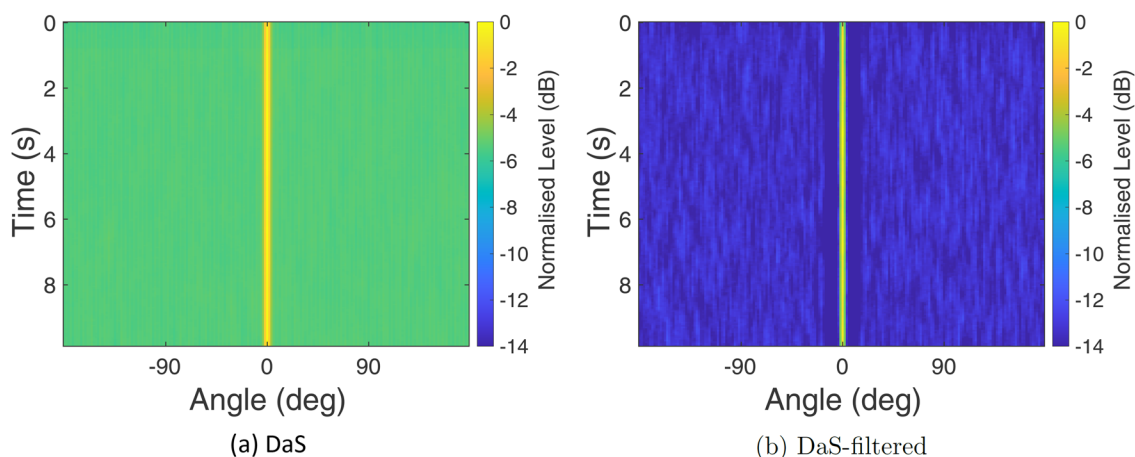 0
2
4
6
8
Time (s)
-90 0 90
Angle (deg)
0
-2
-4
-6
-8
-10
-12
-14
Normalised Level (dB)
(a) DaS
0
2
4
6
8
Time (s)
-90 0 90
Angle (deg)
0
-2
-4
-6
-8
-10
-12
-14
Normalised Level (dB)
(b) DaS-filtered